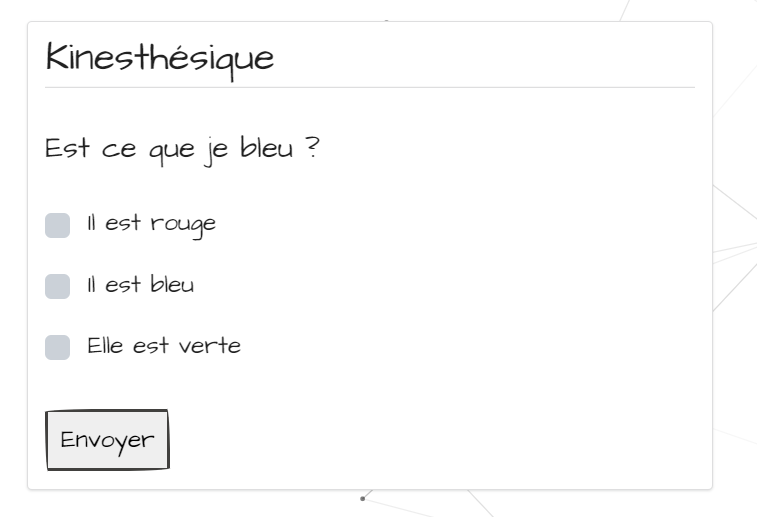 Kinesthésique
Est ce que je bleu ?
Il est rouge
Il est bleu
Elle est verte
Envoyer